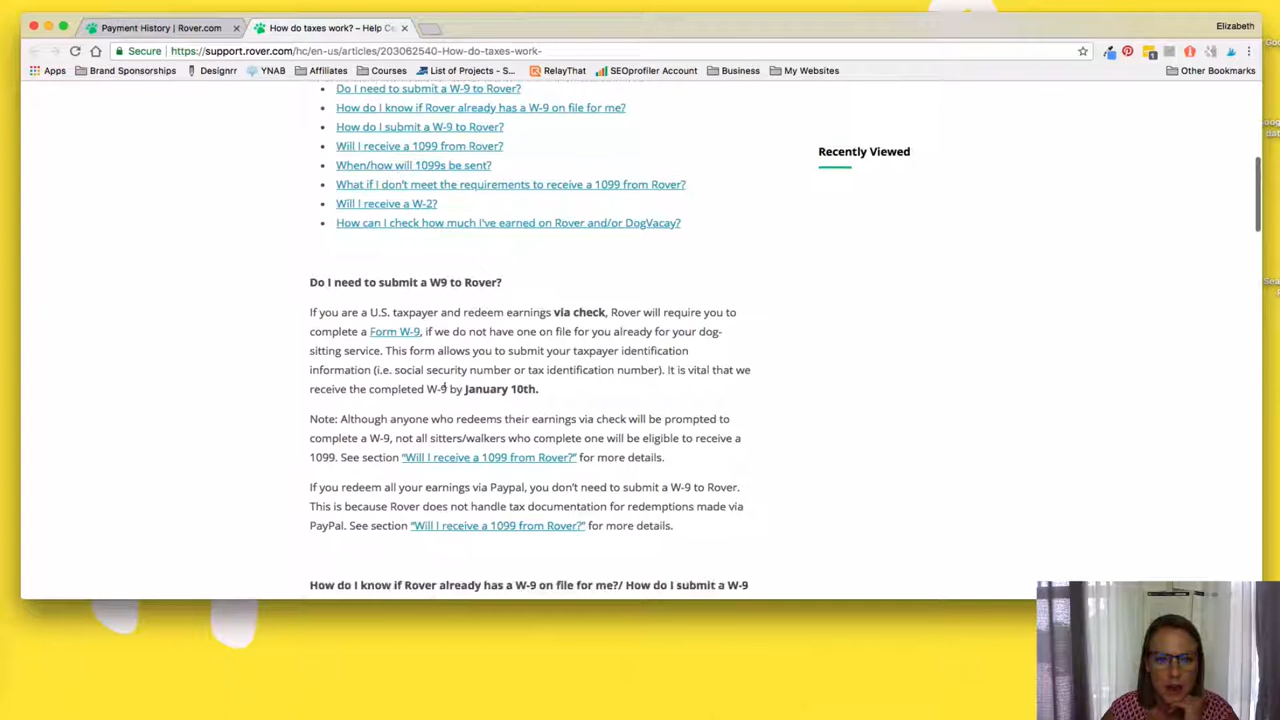 Payment History | Rover.com
How do taxes work? – Help Ce
Elizabeth
Secure
https://support.rover.com/hc/en-us/articles/203062540-How-do-taxes-work-
Apps
Brand Sponsorships
Designrr
YNAB
Affiliates
Courses
List of Projects - S...
RelayThat
SEOprofiler Account
Business
My Websites
Other Bookmarks
Do I need to submit a W-9 to Rover?
How do I know if Rover already has a W-9 on file for me?
How do I submit a W-9 to Rover?
Will I receive a 1099 from Rover?
When/how will 1099s be sent?
What if I don't meet the requirements to receive a 1099 from Rover?
Will I receive a W-2?
How can I check how much I've earned on Rover and/or DogVacay?
Recently Viewed
Do I need to submit a W9 to Rover?
If you are a U.S. taxpayer and redeem earnings via check, Rover will require you to
complete a Form W-9, if we do not have one on file for you already for your dog-
sitting service. This form allows you to submit your taxpayer identification
information (i.e. social security number or tax identification number). It is vital that we
receive the completed W-9 by January 10th.
Note: Although anyone who redeems their earnings via check will be prompted to
complete a W-9, not all sitters/walkers who complete one will be eligible to receive a
1099. See section "Will I receive a 1099 from Rover?" for more details.
If you redeem all your earnings via Paypal, you don't need to submit a W-9 to Rover.
This is because Rover does not handle tax documentation for redemptions made via
PayPal. See section "Will I receive a 1099 from Rover?" for more details.
How do I know if Rover already has a W-9 on file for me?/ How do I submit a W-9